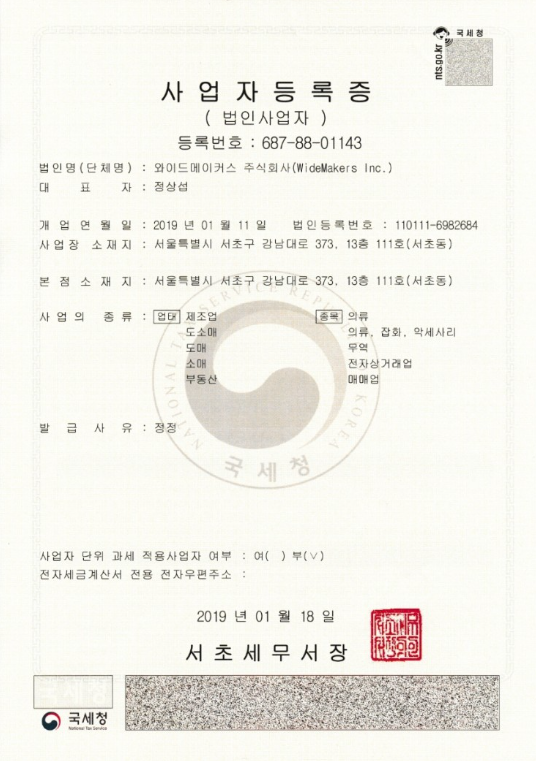 국세청
nts.go.kr
사업자등록증
( 법인사업자 )
등록번호 : 687-88-01143
법인명(단체명) : 와이드메이커스 주식회사(WideMakers Inc.)
대 표 자 : 정상섭
개 업 연 월 일 : 2019 년 01 월 11 일 법인등록번호 : 110111-6982684
사업장 소재지 : 서울특별시 서초구 강남대로 373, 13층 111호(서초동)
본 점 소 재 지 : 서울특별시 서초구 강남대로 373, 13층 111호(서초동)
사 업 의 종 류 : 업태 제조업 종목 의류
도소매 의류, 잡화, 악세사리
도매 무역
소매 전자상거래업
부동산 매매업
NATIONAL TAX SERVICE REPUBLIC OF KOREA
국세청
발 급 사 유 : 정정
사업자 단위 과세 적용사업자 여부 : 여( ) 부(∨)
전자세금계산서 전용 전자우편주소 :
2019 년 01 월 18 일
서초세무서장
국세청
국세청
National Tax Service